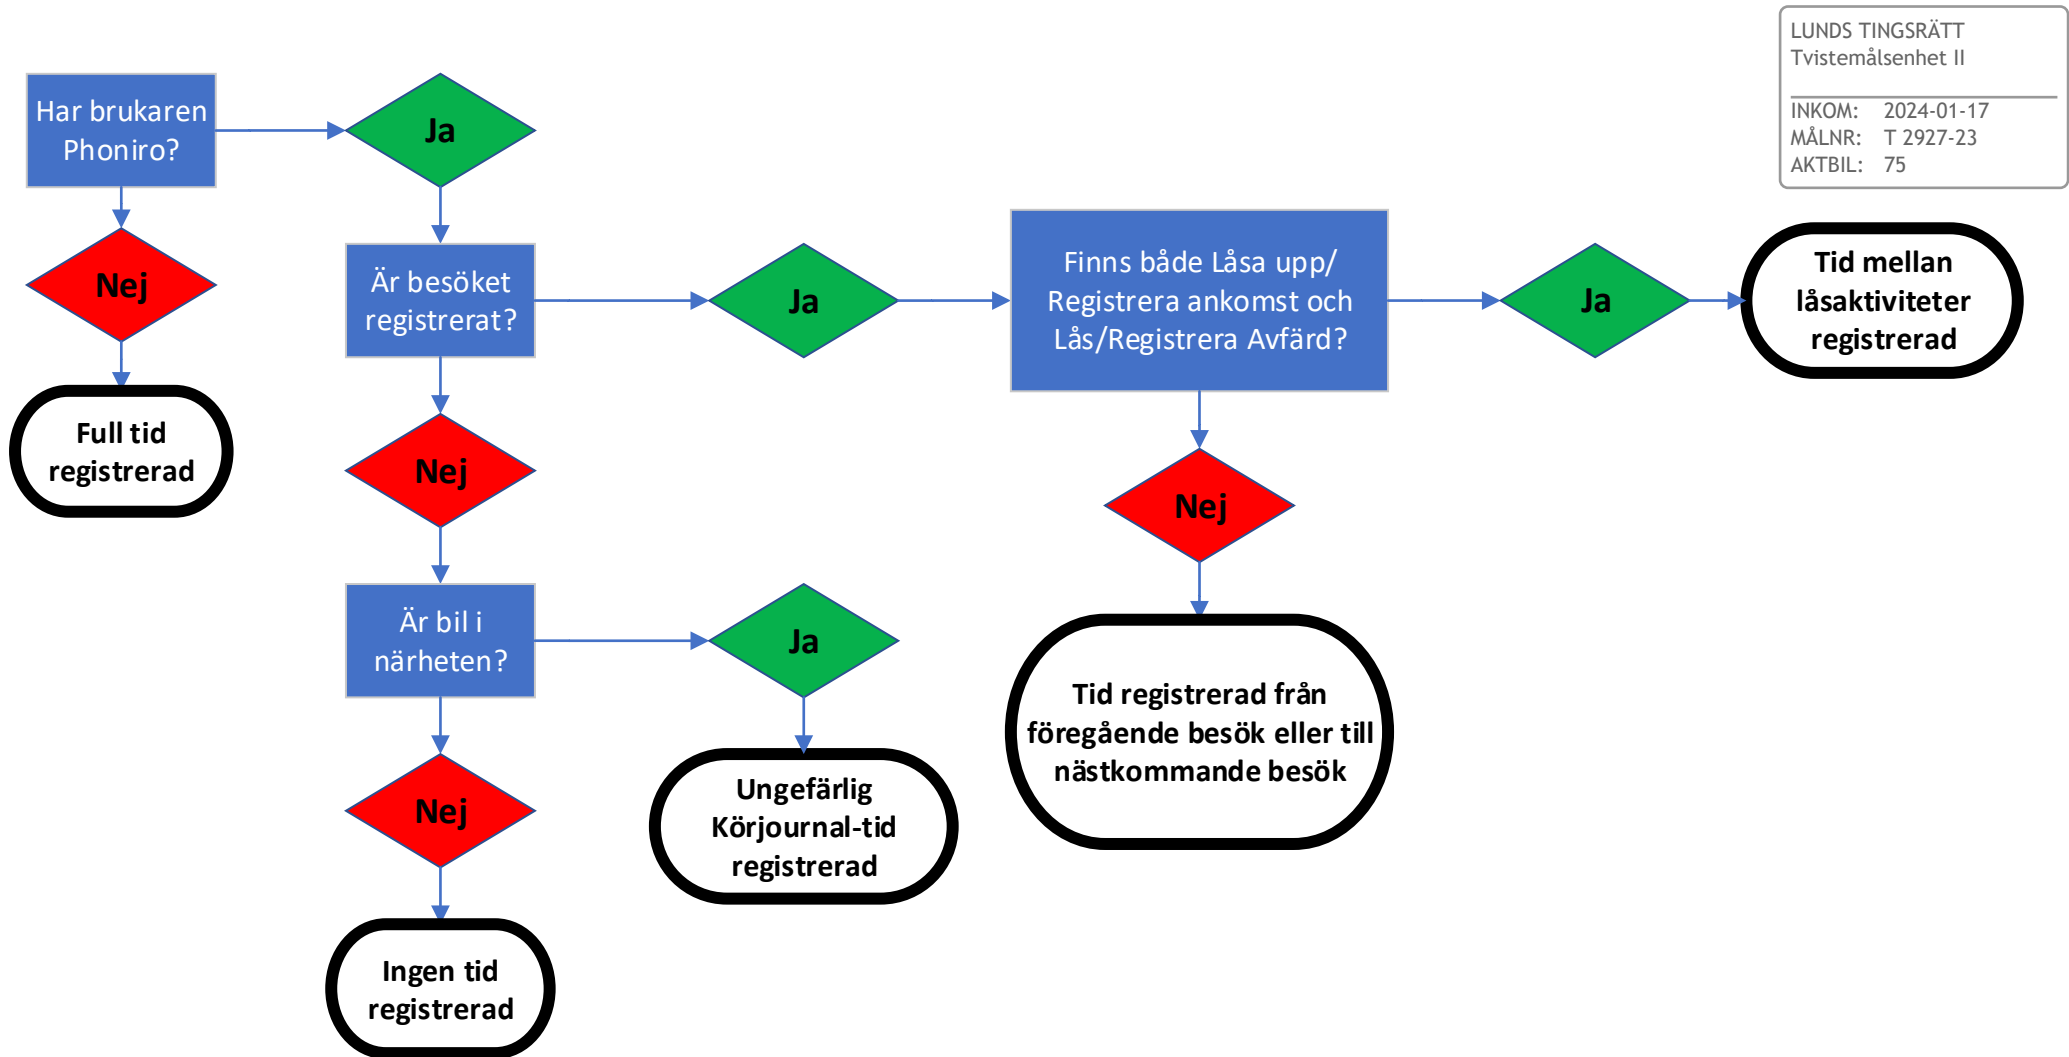 LUNDS TINGSRÄTT
Tvistemålsenhet II
INKOM: 2024-01-17
MÅLNR: T 2927-23
AKTBIL: 75
Har brukaren
Phoniro?
Ja
Nej
Full tid
registrerad
Är besöket
registrerat?
Ja
Finns både Låsa upp/
Registrera ankomst och
Lås/Registrera Avfärd?
Ja
Tid mellan
låsaktiviteter
registrerad
Nej
Nej
Tid registrerad från
föregående besök eller till
nästkommande besök
Är bil i
närheten?
Ja
Ungefärlig
Körjournal-tid
registrerad
Nej
Ingen tid
registrerad